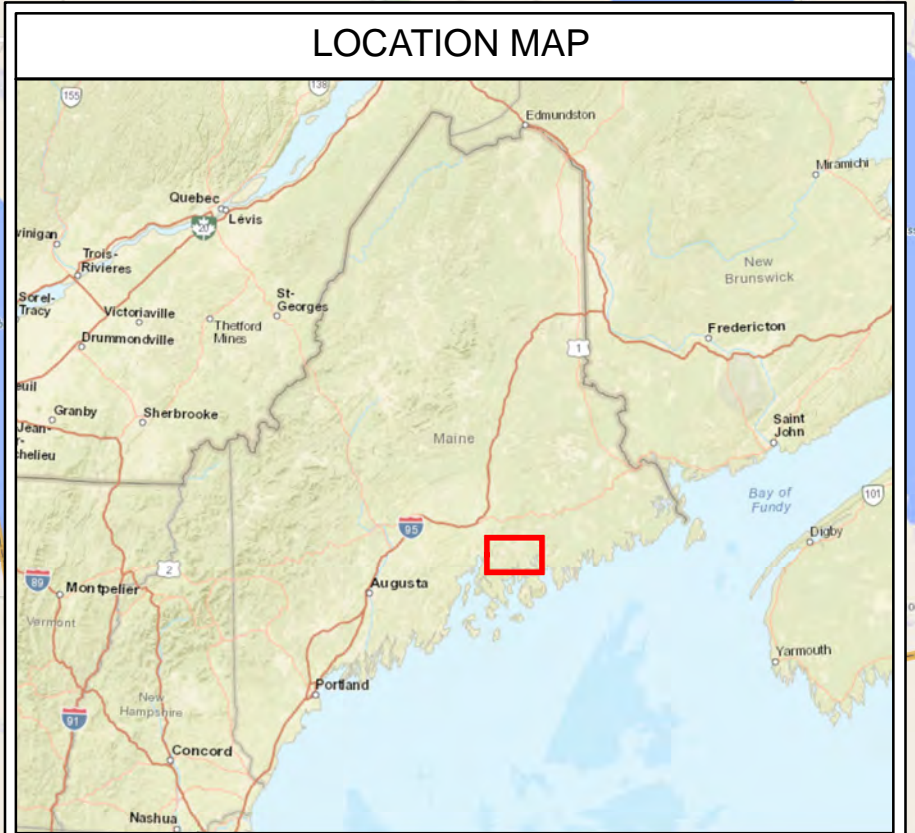 LOCATION MAP
155
138
Edmundston
Miramichi
Quebec
Lévis
20
vinigan
Trois-
Rivieres
New
Brunswick
Sorel-
Tracy
St-
Georges
Victoriaville
Thetford
Mines
Fredericton
Drummondville
1
euil
Granby
Sherbrooke
Saint
John
Jean-
r-
chelieu
Maine
Bay of
Fundy
101
95
Digby
2
89
Montpelier
Augusta
Vermont
Yarmouth
Portland
New
Hampshire
91
Concord
Nashua